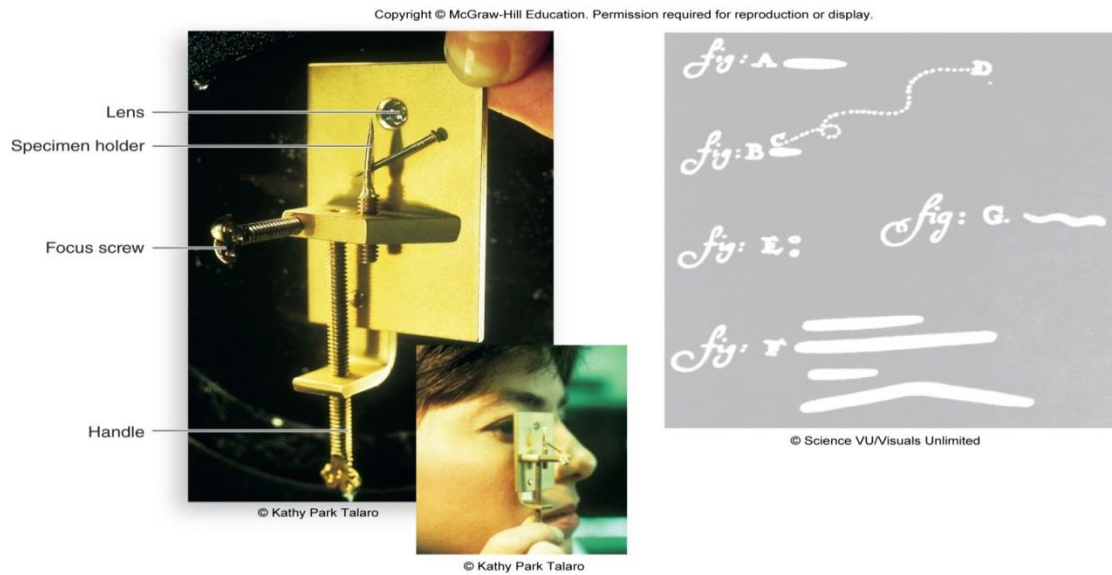 Copyright © McGraw-Hill Education. Permission required for reproduction or display.
Lens
Specimen holder
Focus screw
Handle
© Kathy Park Talaro
© Kathy Park Talaro
fig: A
D
C
fig: B
fig: G.
fig: E:
fig: F
© Science VU/Visuals Unlimited